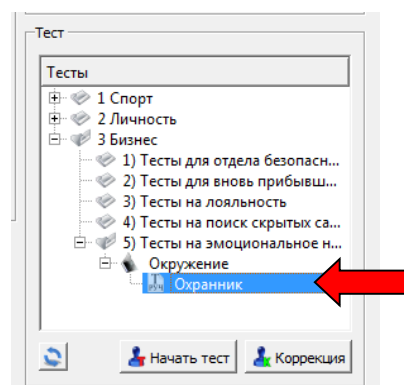 Тест
Тесты
1 Спорт
2 Личность
3 Бизнес
1) Тесты для отдела безопасн...
2) Тесты для вновь прибывш...
3) Тесты на лояльность
4) Тесты на поиск скрытых са...
5) Тесты на эмоциональное н...
Окружение
Охранник
Начать тест Коррекция